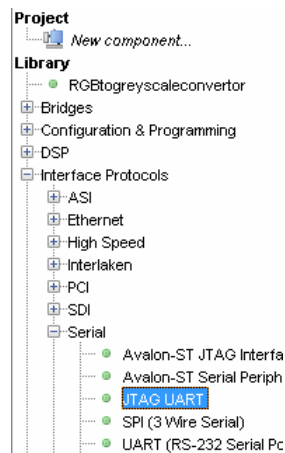 Project
New component...
Library
RGBtogreyscaleconvertor
Bridges
Configuration & Programming
DSP
Interface Protocols
ASI
Ethernet
High Speed
Interlaken
PCI
SDI
Serial
Avalon-ST JTAG Interfa
Avalon-ST Serial Periph
JTAG UART
SPI (3 Wire Serial)
UART (RS-232 Serial Po